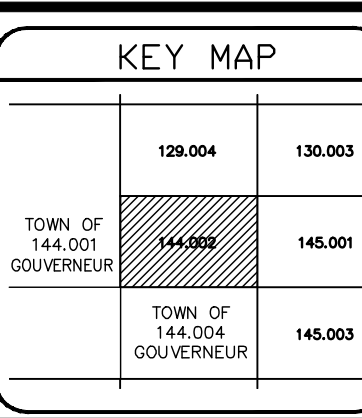 KEY MAP
129.004
130.003
TOWN OF
144.001
GOUVERNEUR
144.002
145.001
TOWN OF
144.004
GOUVERNEUR
145.003